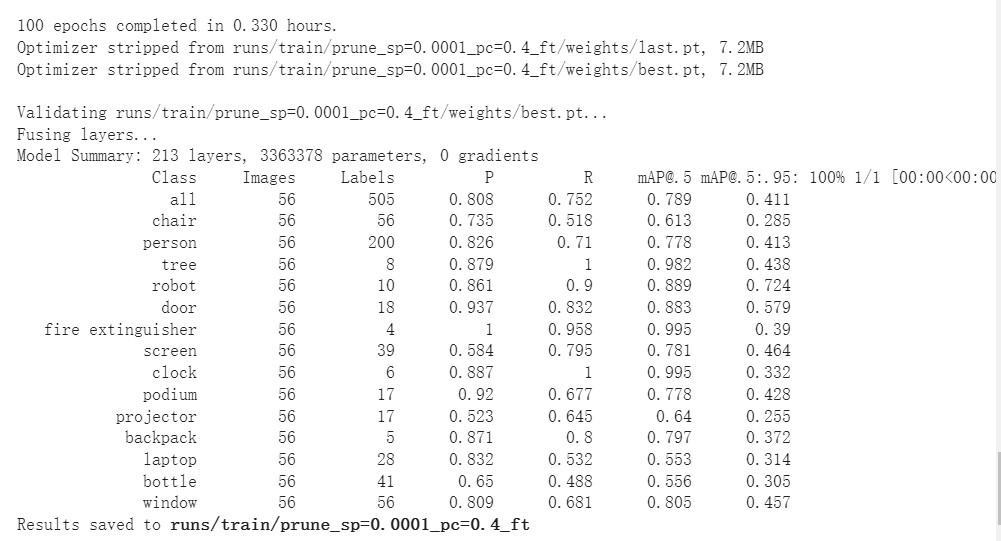 100 epochs completed in 0.330 hours.
Optimizer stripped from runs/train/prune_sp=0.0001_pc=0.4_ft/weights/last.pt, 7.2MB
Optimizer stripped from runs/train/prune_sp=0.0001_pc=0.4_ft/weights/best.pt, 7.2MB
Validating runs/train/prune_sp=0.0001_pc=0.4_ft/weights/best.pt...
Fusing layers...
Model Summary: 213 layers, 3363378 parameters, 0 gradients
Class Images Labels P R mAP@.5 mAP@.5:.95: 100% 1/1 [00:00<00:00
all 56 505 0.808 0.752 0.789 0.411
chair 56 56 0.735 0.518 0.613 0.285
person 56 200 0.826 0.71 0.778 0.413
tree 56 8 0.879 1 0.982 0.438
robot 56 10 0.861 0.9 0.889 0.724
door 56 18 0.937 0.832 0.883 0.579
fire extinguisher 56 4 1 0.958 0.995 0.39
screen 56 39 0.584 0.795 0.781 0.464
clock 56 6 0.887 1 0.995 0.332
podium 56 17 0.92 0.677 0.778 0.428
projector 56 17 0.523 0.645 0.64 0.255
backpack 56 5 0.871 0.8 0.797 0.372
laptop 56 28 0.832 0.532 0.553 0.314
bottle 56 41 0.65 0.488 0.556 0.305
window 56 56 0.809 0.681 0.805 0.457
Results saved to runs/train/prune_sp=0.0001_pc=0.4_ft